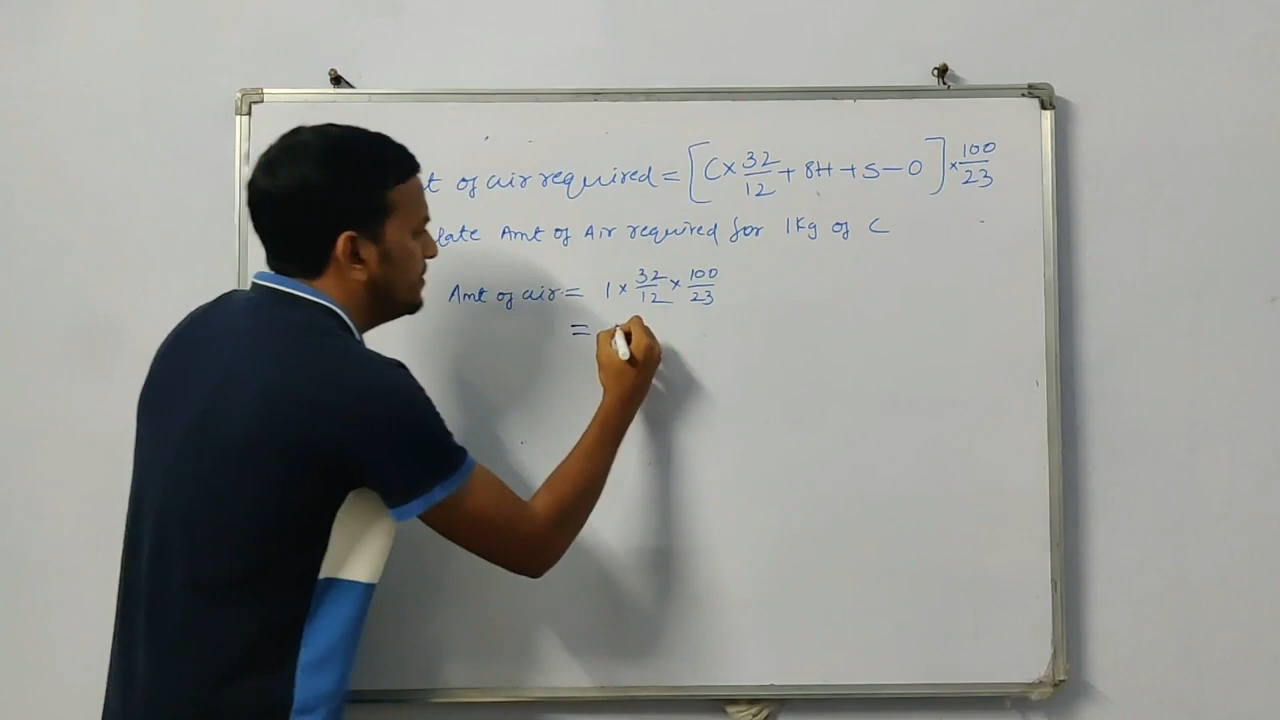 of air required = [C × 32/12 + 8H + S - O] × 100/23
Amt of Air required for 1Kg of C
Amt of air = 1 × 32/12 × 100/23
=